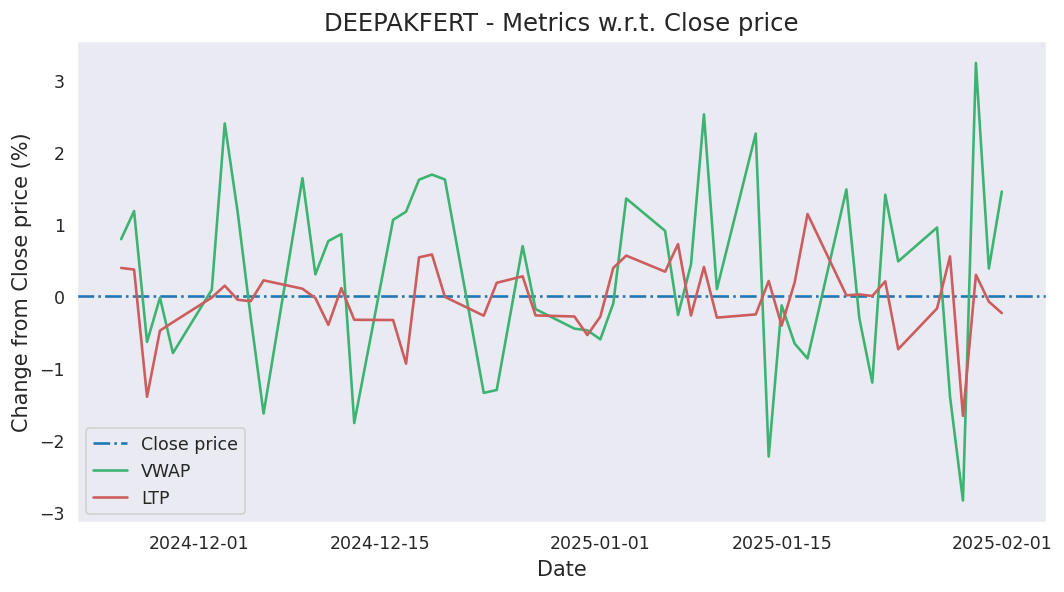 DEEPAKFERT - Metrics w.r.t. Close price
Change from Close price (%)
3
2
1
0
−1
−2
−3
Close price
VWAP
LTP
2024-12-01
2024-12-15
2025-01-01
2025-01-15
2025-02-01
Date